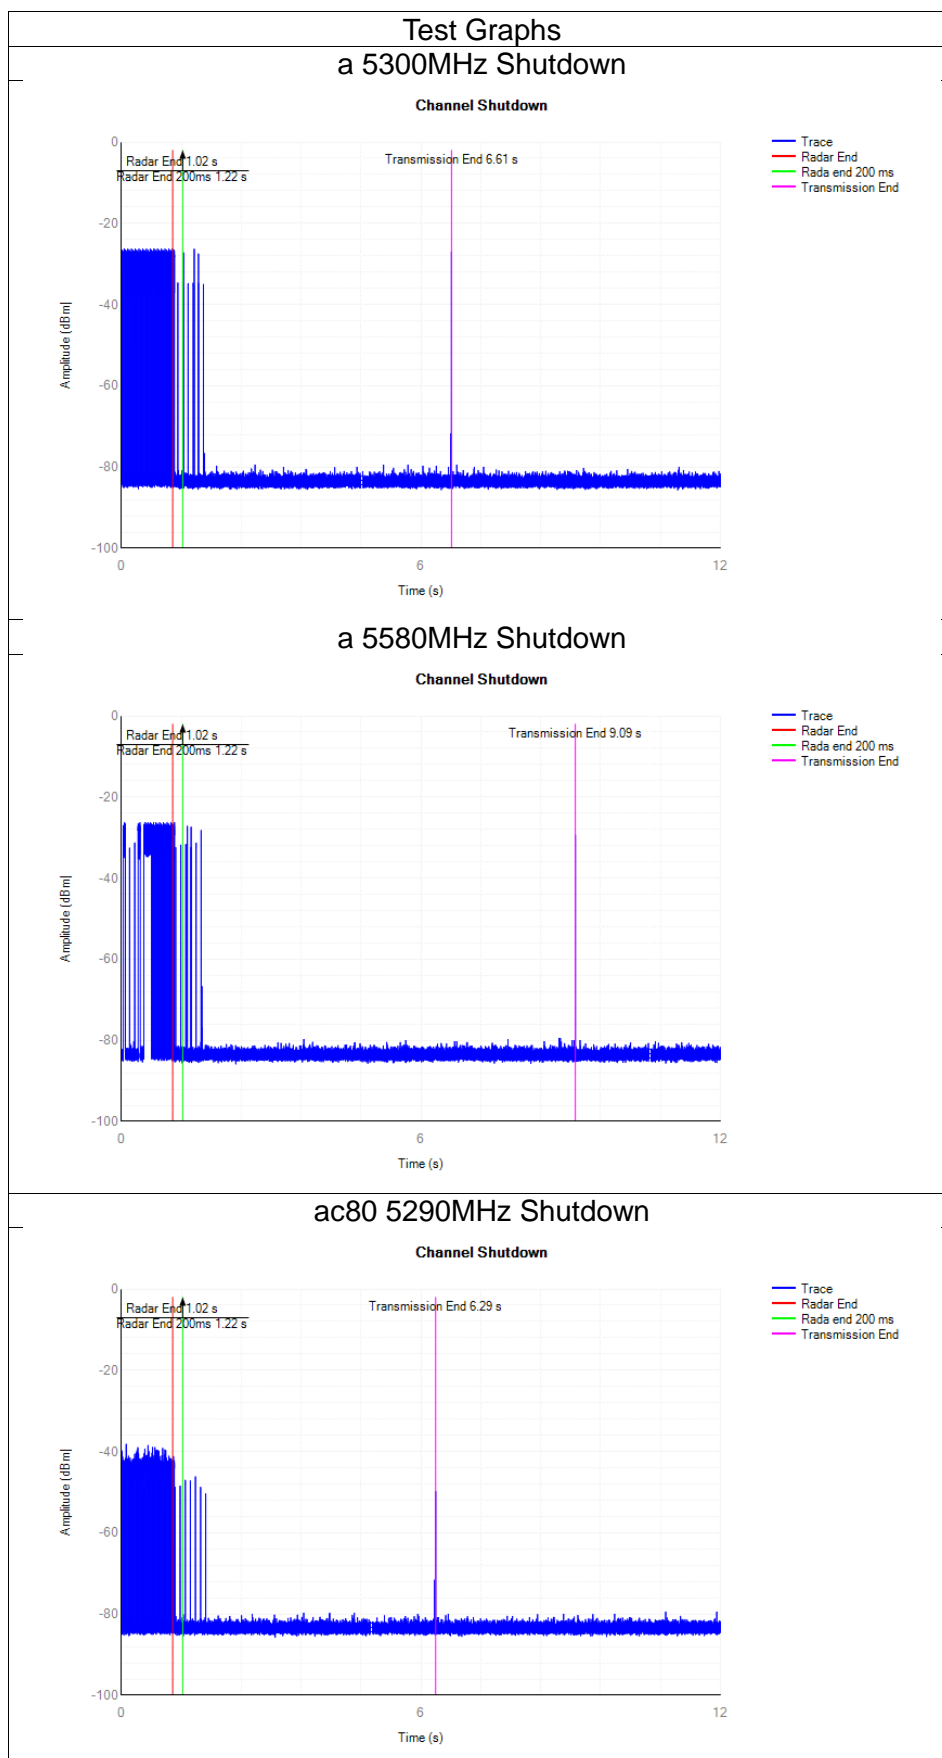 Test Graphs
a 5300MHz Shutdown
Channel Shutdown
Radar End 1.02 s
Radar End 200ms 1.22 s
Transmission End 6.61 s
Trace
Radar End
Rada end 200 ms
Transmission End
Amplitude [dBm]
0
-20
-40
-60
-80
-100
0 6 12
Time (s)
a 5580MHz Shutdown
Channel Shutdown
Radar End 1.02 s
Radar End 200ms 1.22 s
Transmission End 9.09 s
Trace
Radar End
Rada end 200 ms
Transmission End
Amplitude [dBm]
0
-20
-40
-60
-80
-100
0 6 12
Time (s)
ac80 5290MHz Shutdown
Channel Shutdown
Radar End 1.02 s
Radar End 200ms 1.22 s
Transmission End 6.29 s
Trace
Radar End
Rada end 200 ms
Transmission End
Amplitude [dBm]
0
-20
-40
-60
-80
-100
0 6 12
Time (s)